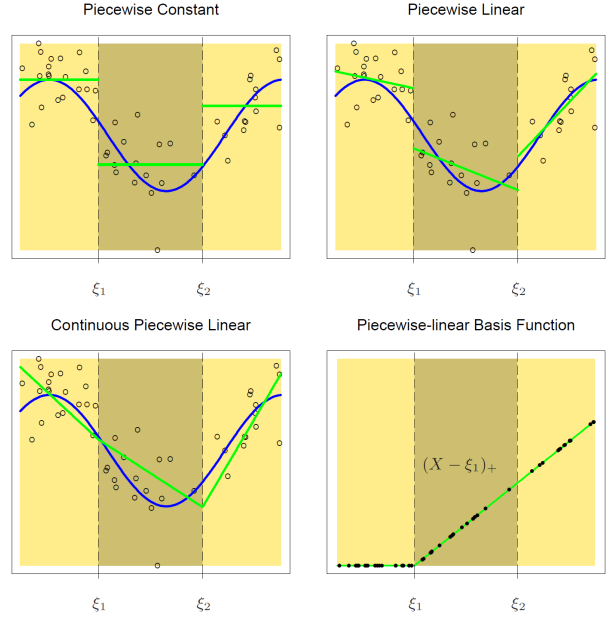 Piecewise Constant
Piecewise Linear
ξ₁ ξ₂
ξ₁ ξ₂
Continuous Piecewise Linear
Piecewise-linear Basis Function
(X − ξ₁)₊
ξ₁ ξ₂
ξ₁ ξ₂